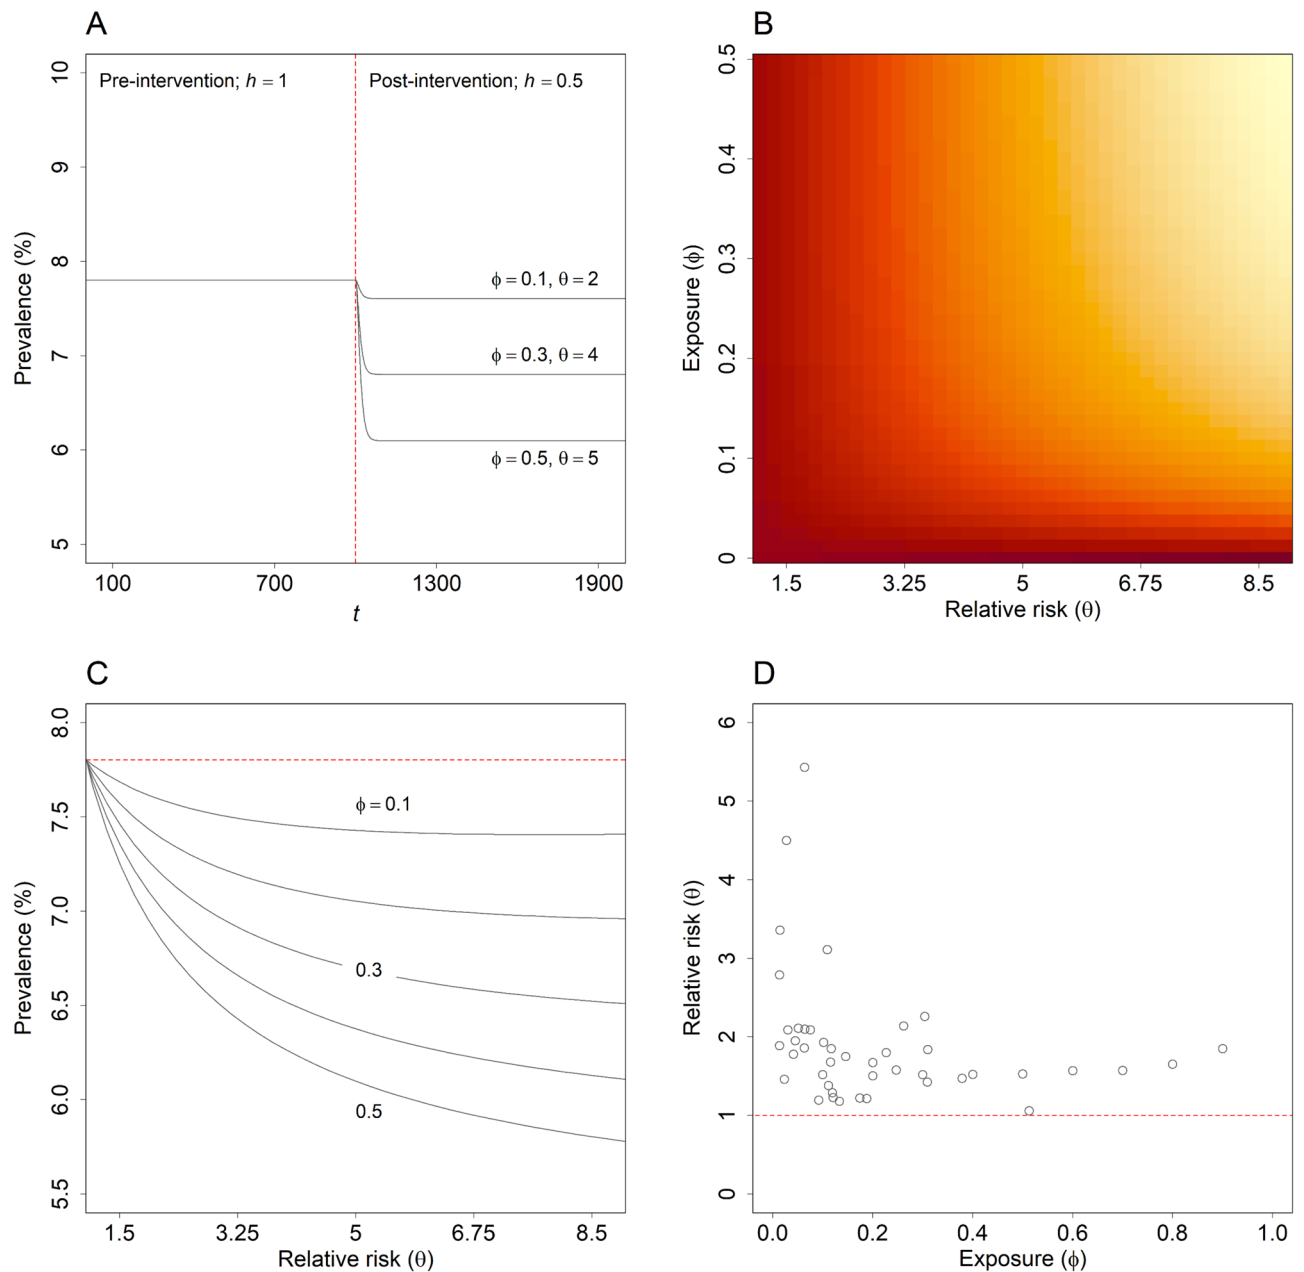 A
Pre-intervention; h = 1
Post-intervention; h = 0.5
Prevalence (%)
10
9
8
7
6
5
ϕ = 0.1, θ = 2
ϕ = 0.3, θ = 4
ϕ = 0.5, θ = 5
100
700
1300
1900
t
B
Exposure (ϕ)
0.5
0.4
0.3
0.2
0.1
0
1.5
3.25
5
6.75
8.5
Relative risk (θ)
C
Prevalence (%)
8.0
7.5
7.0
6.5
6.0
5.5
ϕ = 0.1
0.3
0.5
1.5
3.25
5
6.75
8.5
Relative risk (θ)
D
Relative risk (θ)
6
5
4
3
2
1
0
0.0
0.2
0.4
0.6
0.8
1.0
Exposure (ϕ)